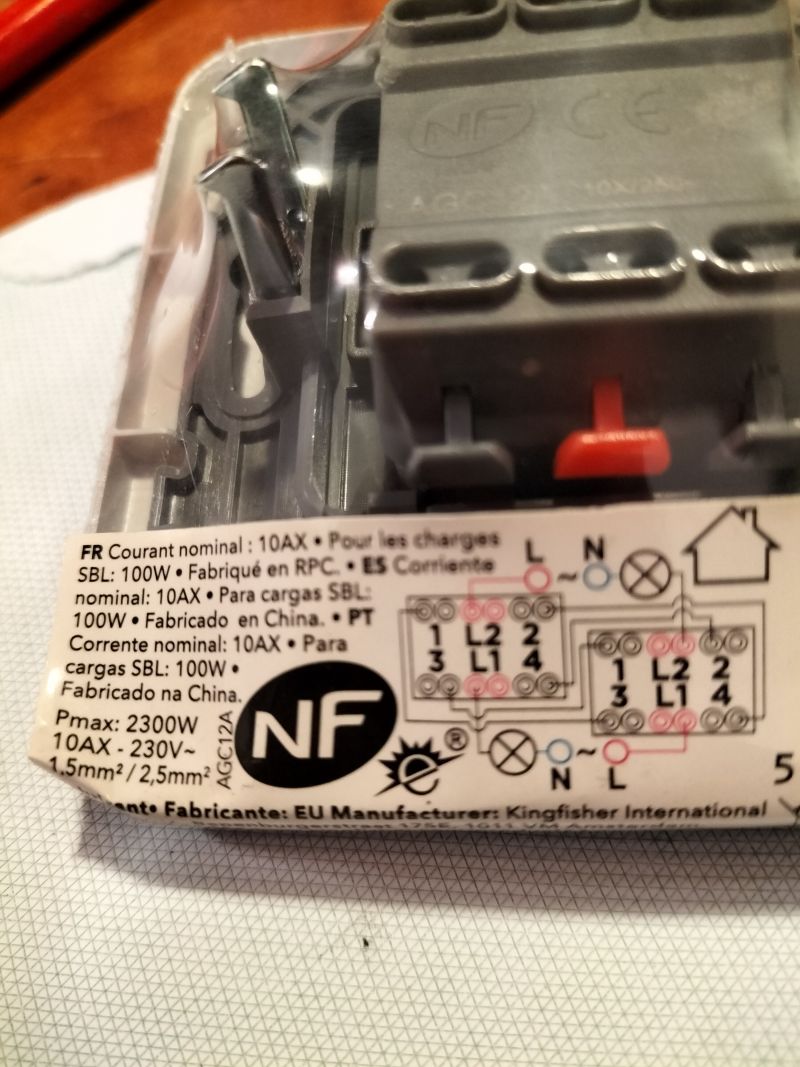 NF CE
FR Courant nominal : 10AX • Pour les charges
SBL: 100W • Fabriqué en RPC. • ES Corriente
nominal: 10AX • Para cargas SBL:
100W • Fabricado en China. • PT
Corrente nominal: 10AX • Para
cargas SBL: 100W •
Fabricado na China.
Pmax: 2300W
10AX - 230V~
1,5mm² / 2,5mm²
AGC12A
NF
®
L ~ N
1 L2 2
3 L1 4
1 L2 2
3 L1 4
N ~ L
5
Fabricante: EU Manufacturer: Kingfisher International